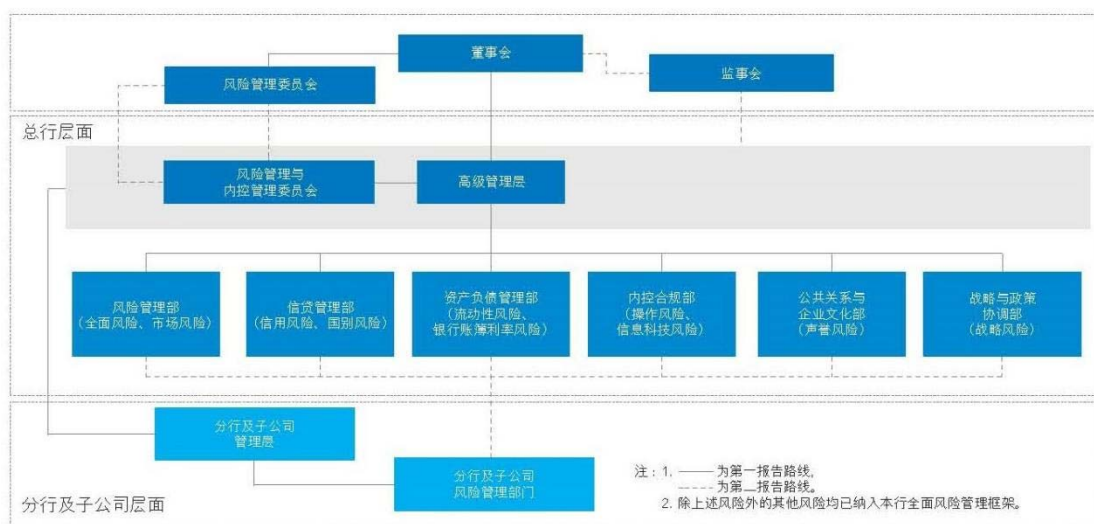 董事会
监事会
风险管理委员会
总行层面
风险管理与
内控管理委员会
高级管理层
风险管理部
（全面风险、市场风险）
信贷管理部
（信用风险、国别风险）
资产负债管理部
（流动性风险、
银行账簿利率风险）
内控合规部
（操作风险、
信息科技风险）
公共关系与
企业文化部
（声誉风险）
战略与政策
协调部
（战略风险）
分行及子公司
管理层
分行及子公司
风险管理部门
分行及子公司层面
注：1. 为第一报告路线，
为第二报告路线。
2. 除上述风险外的其他风险均已纳入本行全面风险管理框架。